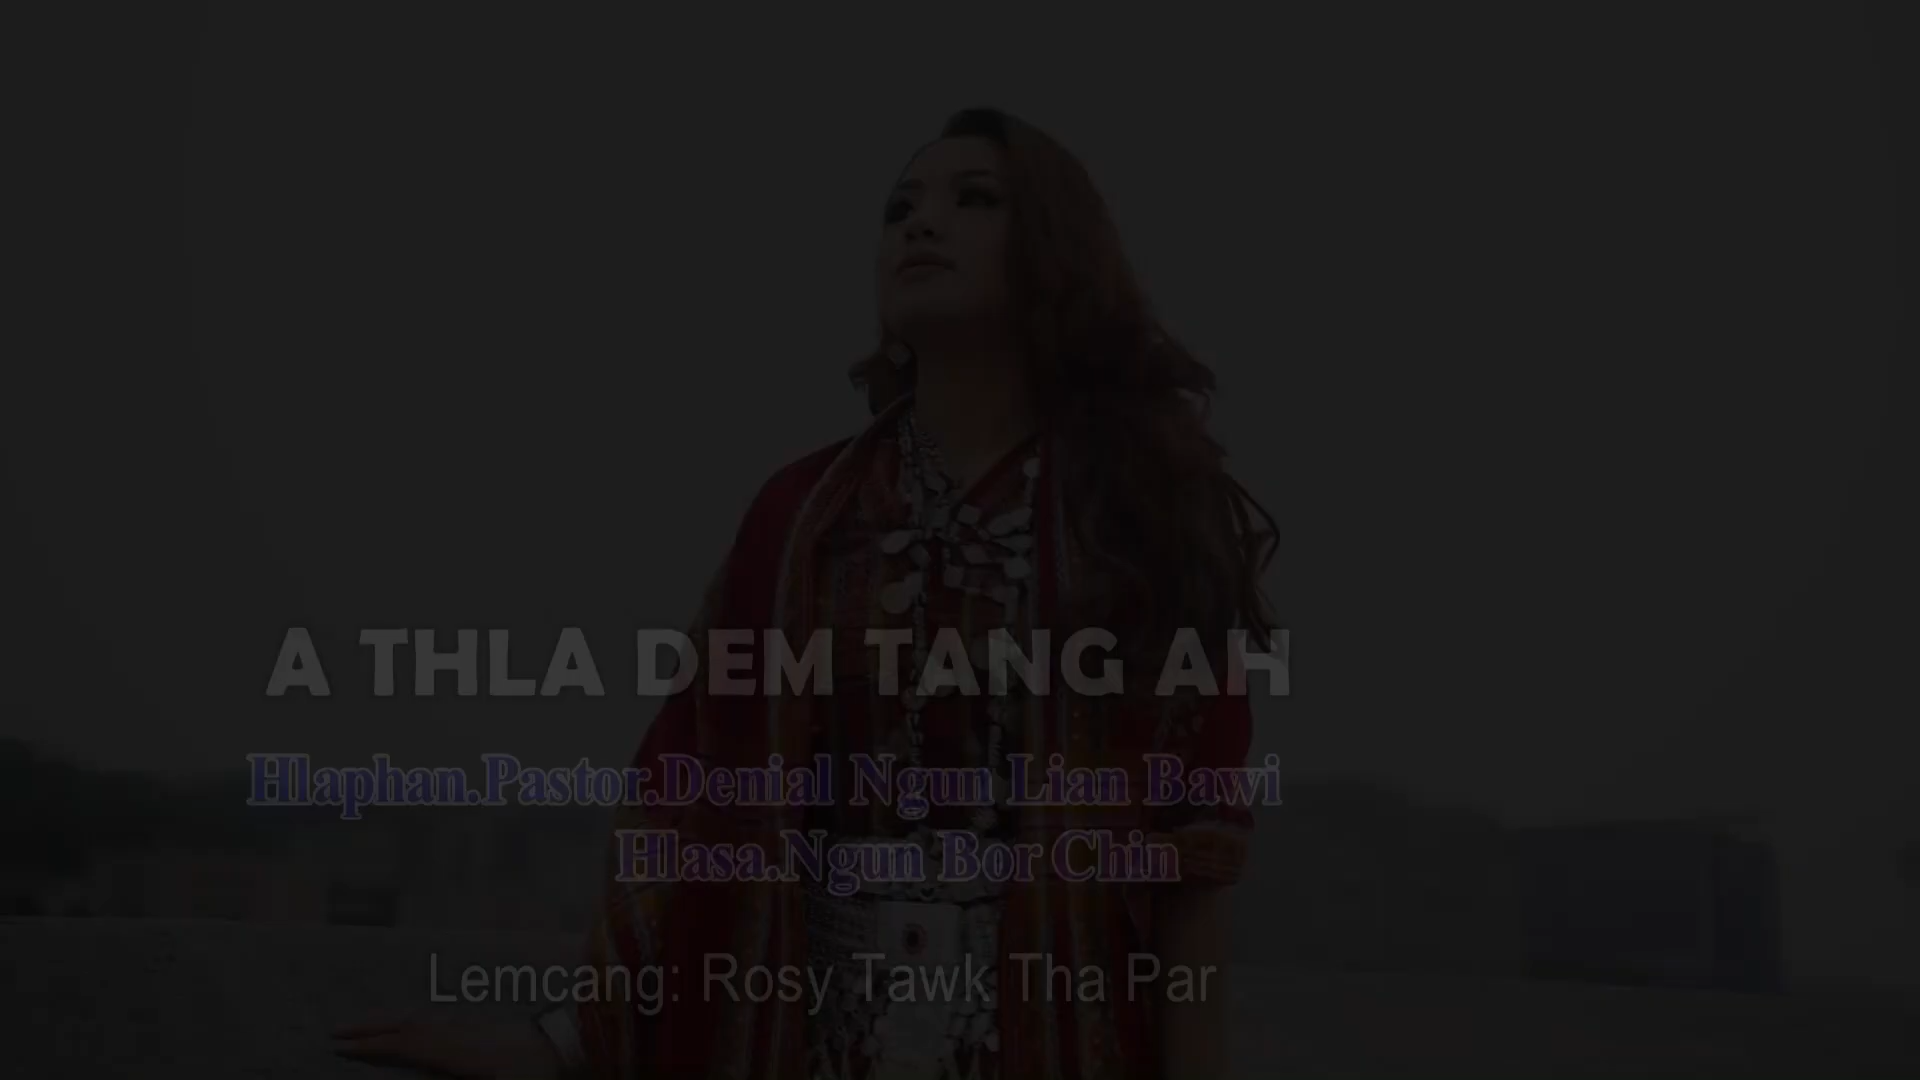 A THLA DEM TANG AH
Hlaphan.Pastor.Denial Ngun Lian Bawi
Hlasa.Ngun Bor Chin
Lemcang: Rosy Tawk Tha Par